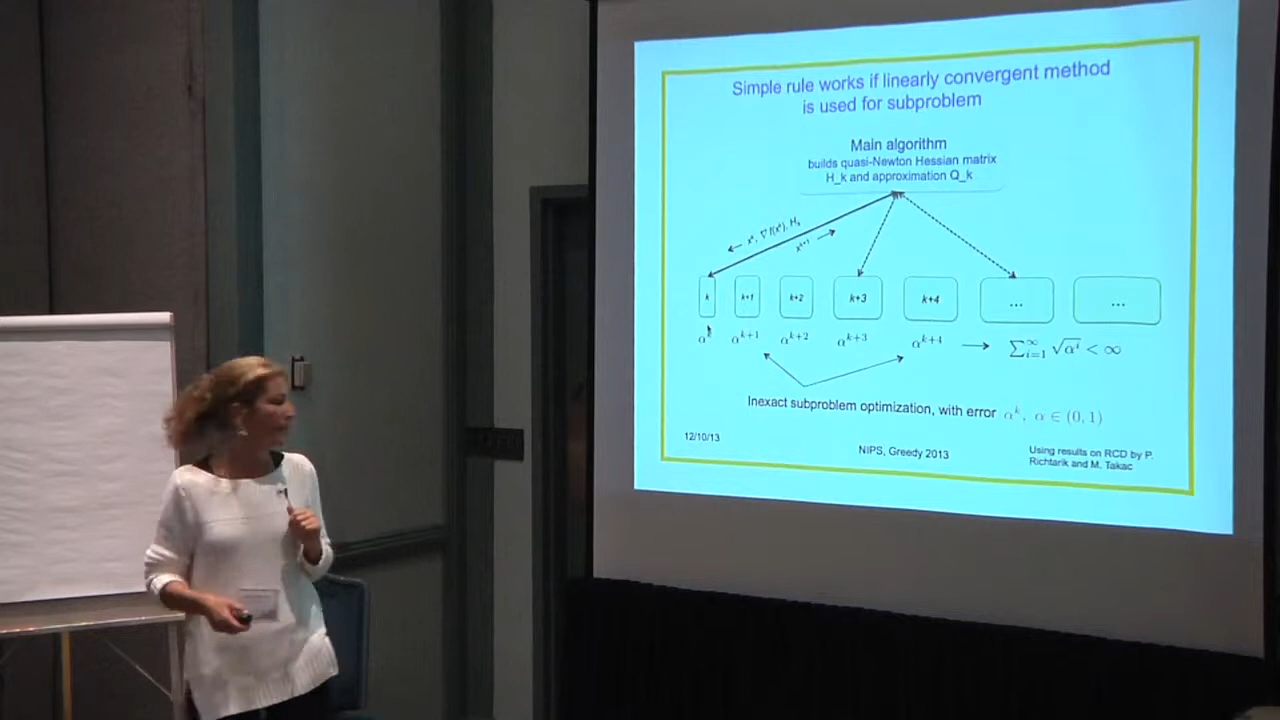 Simple rule works if linearly convergent method
is used for subproblem
Main algorithm
builds quasi-Newton Hessian matrix
H_k and approximation Q_k
x^k, ∇f(x^k), H_k
x^{k+1}
k k+1 k+2 k+3 k+4 ... ...
α^k α^{k+1} α^{k+2} α^{k+3} α^{k+4} → ∑_{i=1}^∞ √α^i < ∞
Inexact subproblem optimization, with error α^k, α ∈ (0, 1)
12/10/13
NIPS, Greedy 2013
Using results on RCD by P.
Richtarik and M. Takac